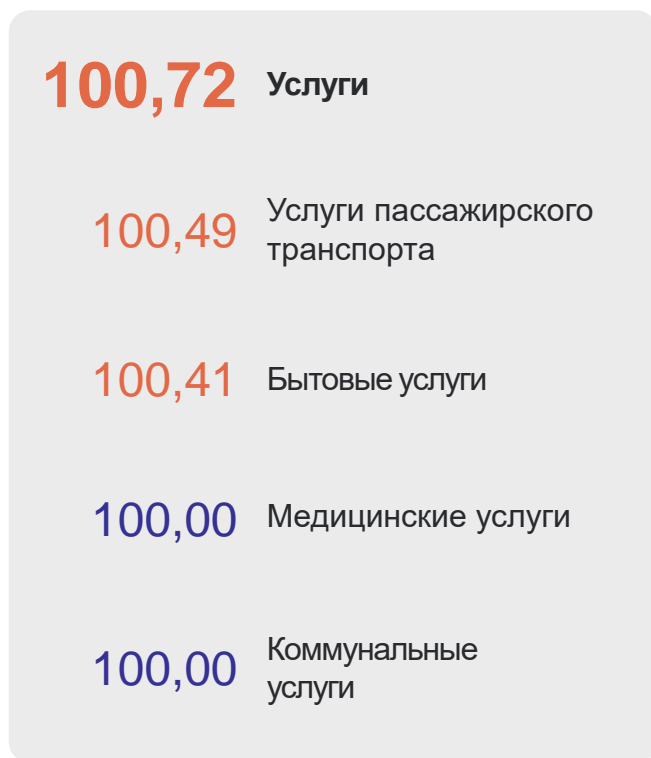 100,72 Услуги
100,49 Услуги пассажирского
транспорта
100,41 Бытовые услуги
100,00 Медицинские услуги
100,00 Коммунальные
услуги